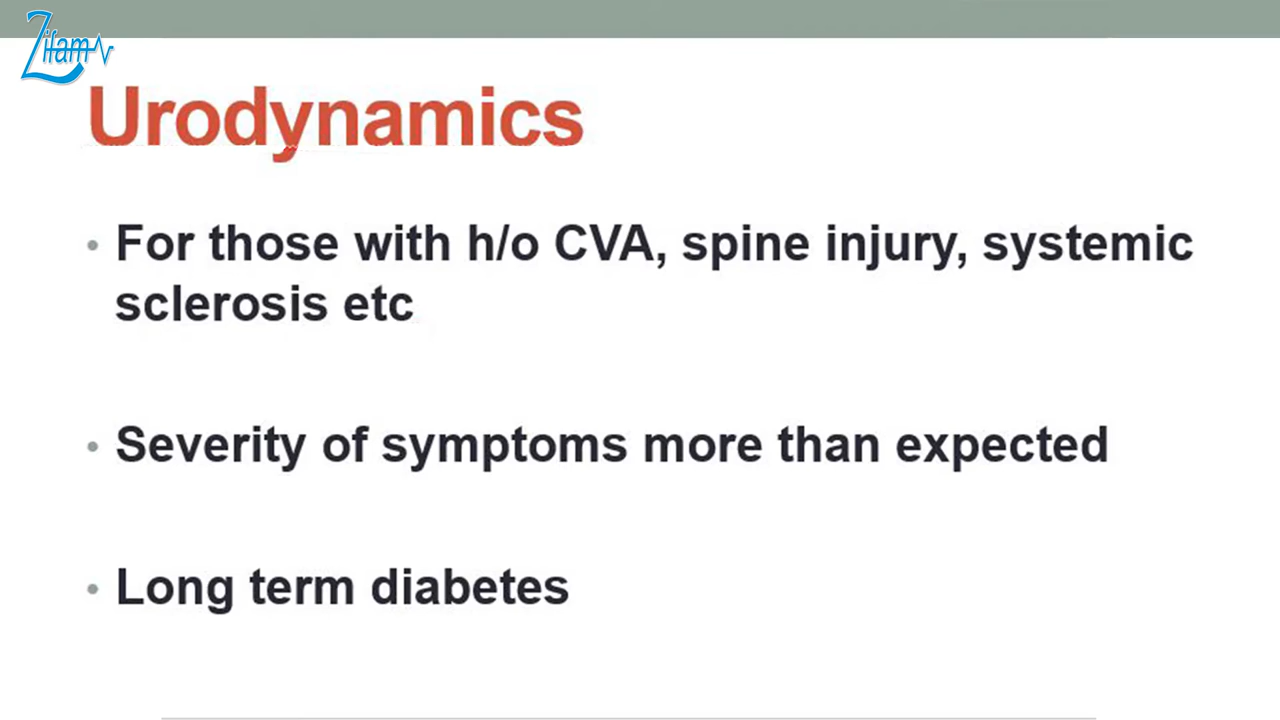 Zifam
Urodynamics
• For those with h/o CVA, spine injury, systemic
sclerosis etc
• Severity of symptoms more than expected
• Long term diabetes